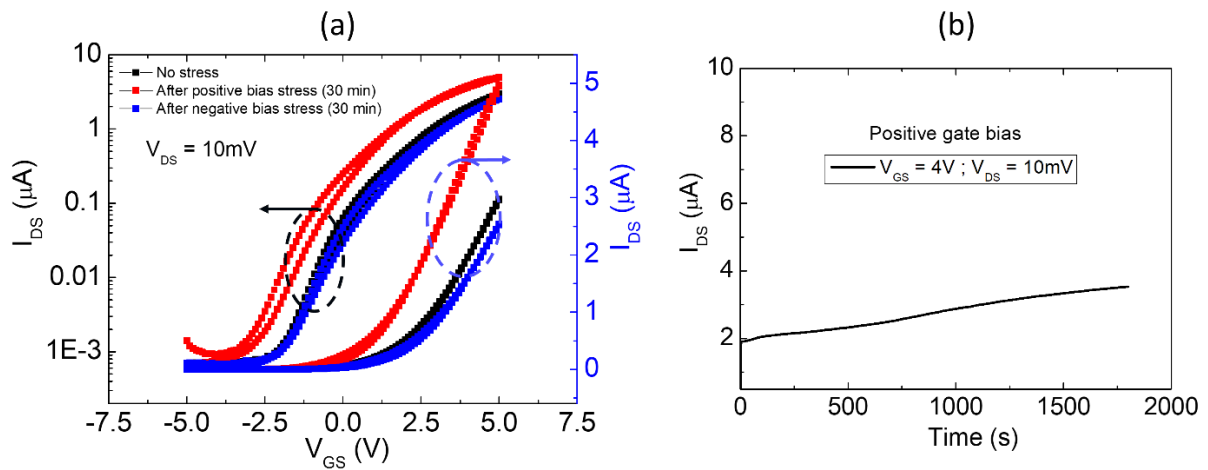 (a)
(b)
10
1
0.1
0.01
1E-3
I_DS (μA)
No stress
After positive bias stress (30 min)
After negative bias stress (30 min)
V_DS = 10mV
5
4
3
2
1
0
I_DS (μA)
-7.5 -5.0 -2.5 0.0 2.5 5.0 7.5
V_GS (V)
10
8
6
4
2
0
I_DS (μA)
Positive gate bias
V_GS = 4V ; V_DS = 10mV
0 500 1000 1500 2000
Time (s)